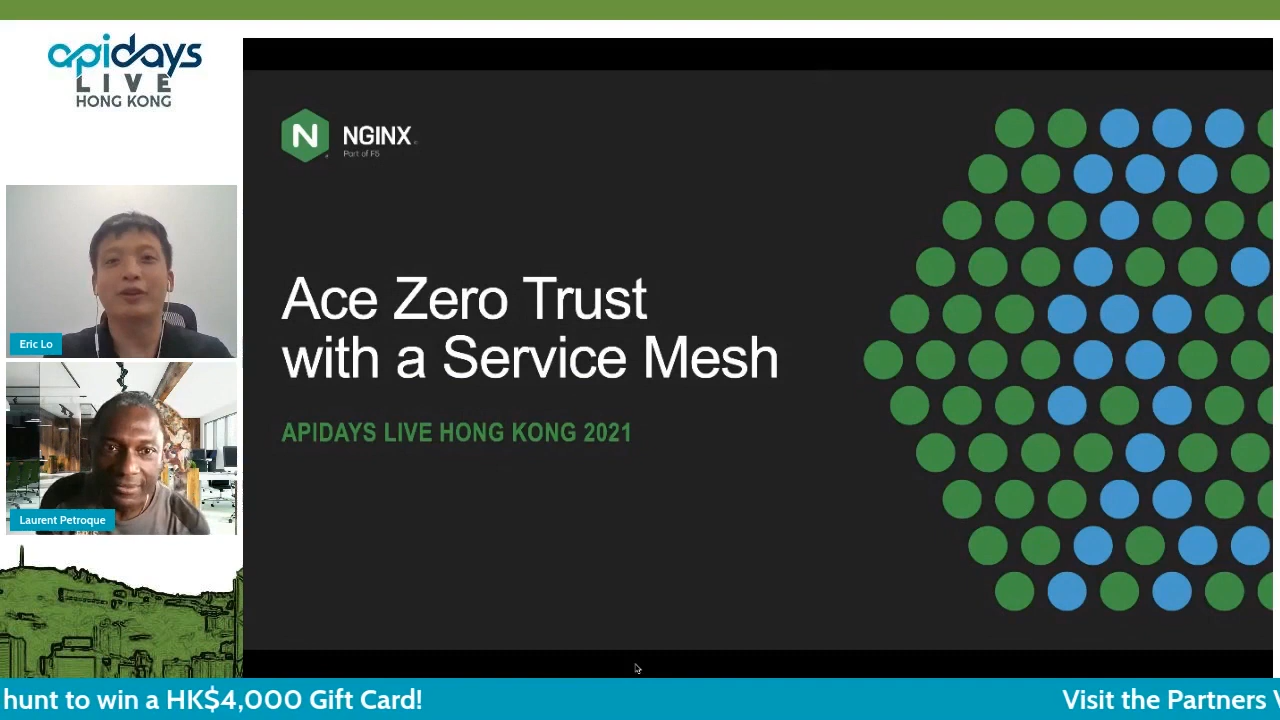 apidays
LIVE
HONG KONG
NGINX
Part of F5
Ace Zero Trust
with a Service Mesh
APIDAYS LIVE HONG KONG 2021
Eric Lo
Laurent Petroque
hunt to win a HK$4,000 Gift Card!
Visit the Partners V